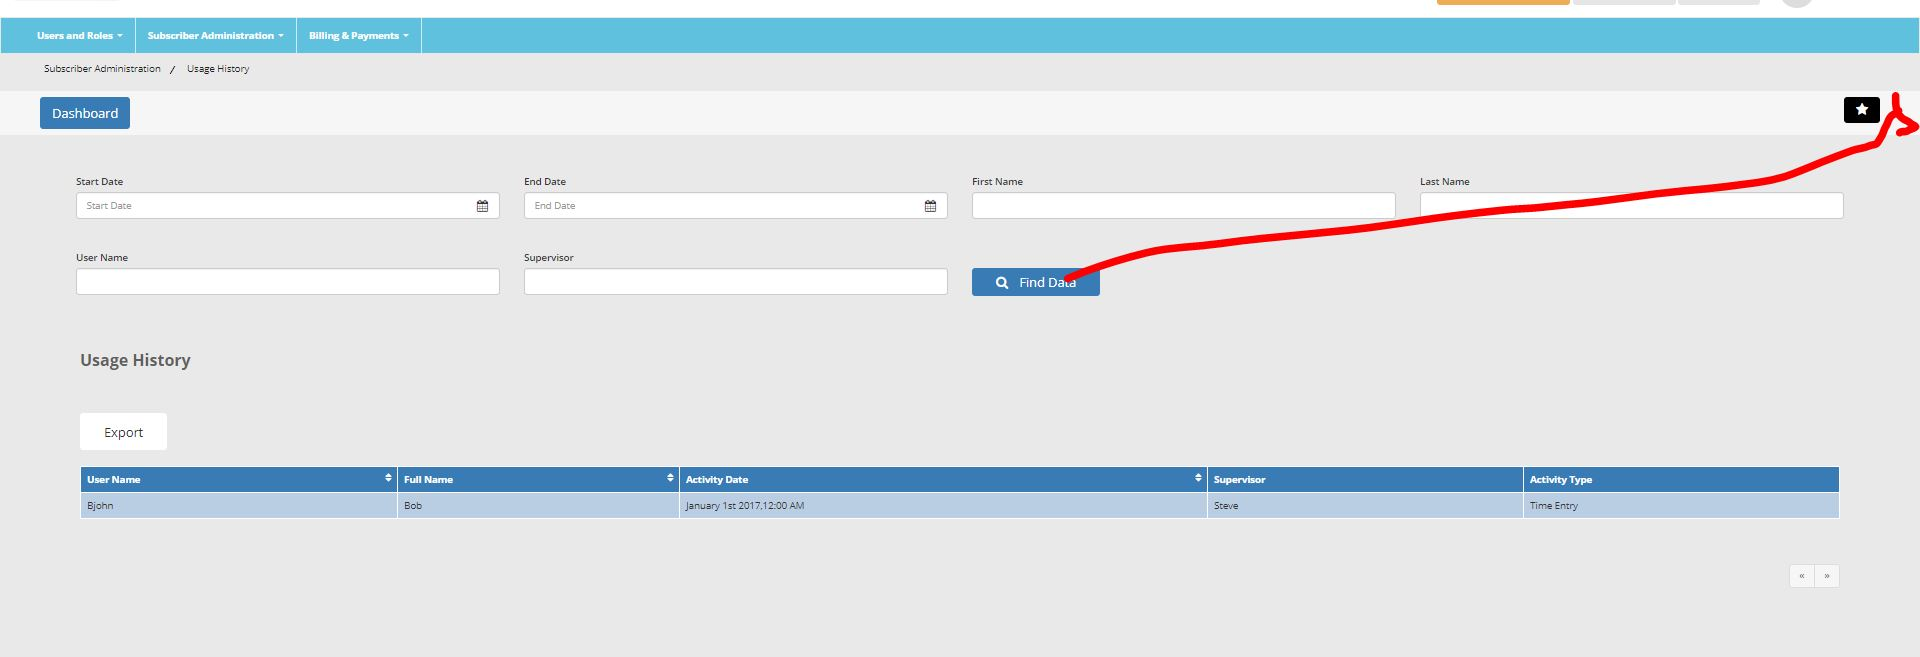 Users and Roles Subscriber Administration Billing & Payments
Subscriber Administration / Usage History
Dashboard
Start Date End Date First Name Last Name
Start Date End Date
User Name Supervisor
Find Data
Usage History
Export
User Name Full Name Activity Date Supervisor Activity Type
Bjohn Bob January 1st 2017,12:00 AM Steve Time Entry
« »